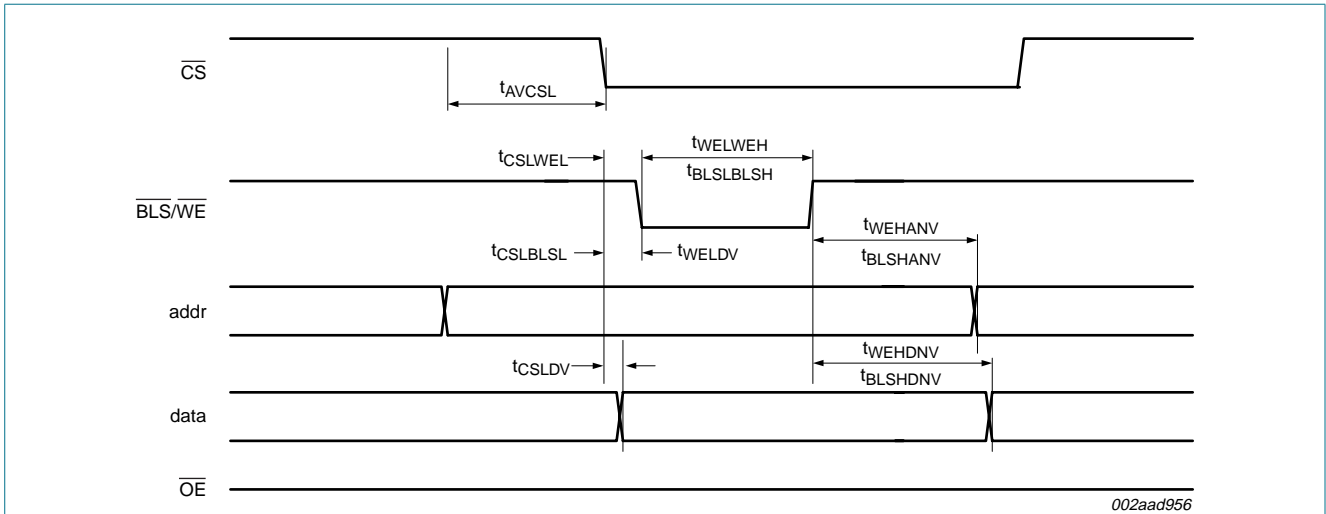 CS
tAVCSL
tCSLWEL
tWELWEH
tBLSLBLSH
BLS/WE
tWEHANV
tCSLBLSL
tWELDV
tBLSHANV
addr
tWEHDNV
tCSLDV
tBLSHDNV
data
OE
002aad956